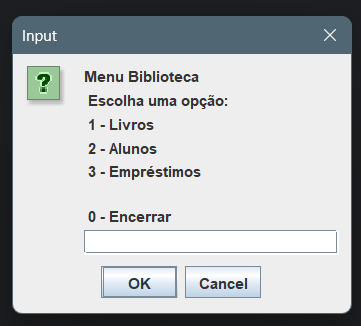 Input
Menu Biblioteca
Escolha uma opção:
1 - Livros
2 - Alunos
3 - Empréstimos
0 - Encerrar
OK Cancel